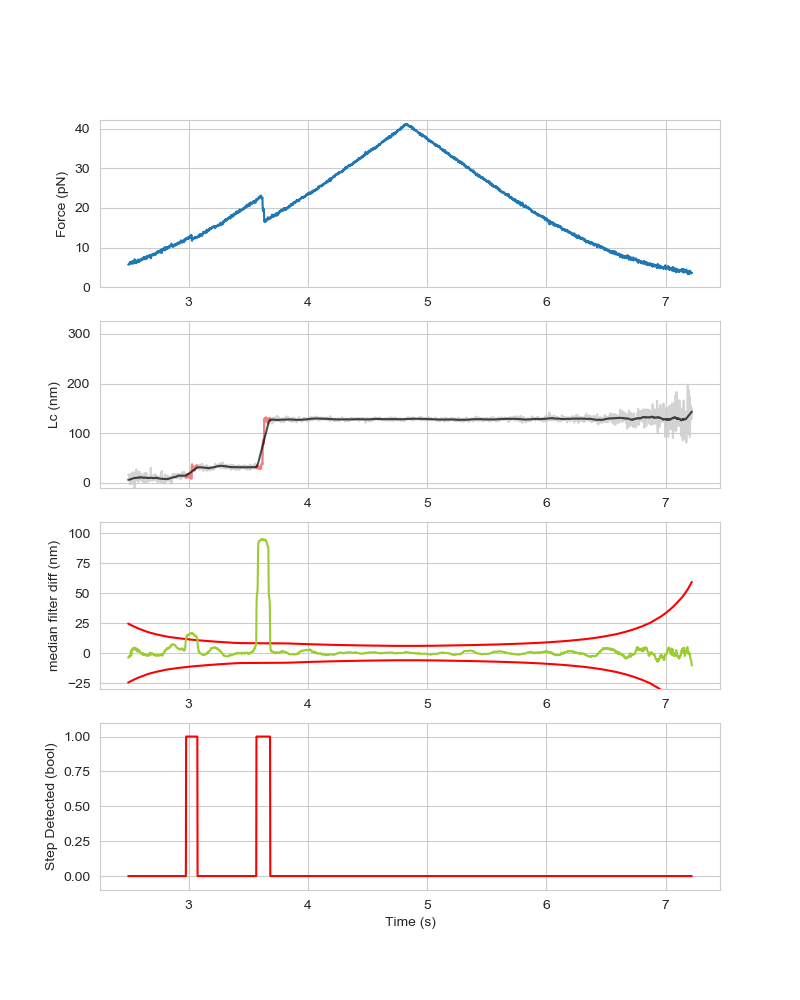 40
30
20
10
0
Force (pN)
3 4 5 6 7
300
200
100
0
Lc (nm)
3 4 5 6 7
100
75
50
25
0
−25
median filter diff (nm)
3 4 5 6 7
1.00
0.75
0.50
0.25
0.00
Step Detected (bool)
3 4 5 6 7
Time (s)